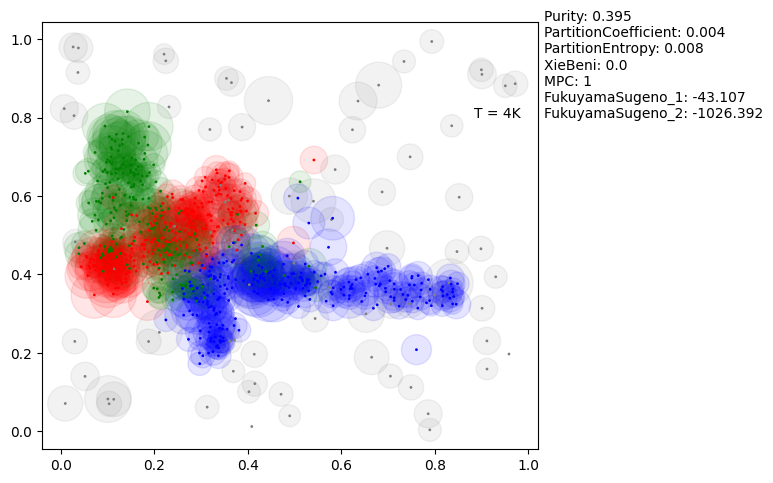 Purity: 0.395
PartitionCoefficient: 0.004
PartitionEntropy: 0.008
XieBeni: 0.0
MPC: 1
FukuyamaSugeno_1: -43.107
FukuyamaSugeno_2: -1026.392
T = 4K
1.0
0.8
0.6
0.4
0.2
0.0
0.0 0.2 0.4 0.6 0.8 1.0